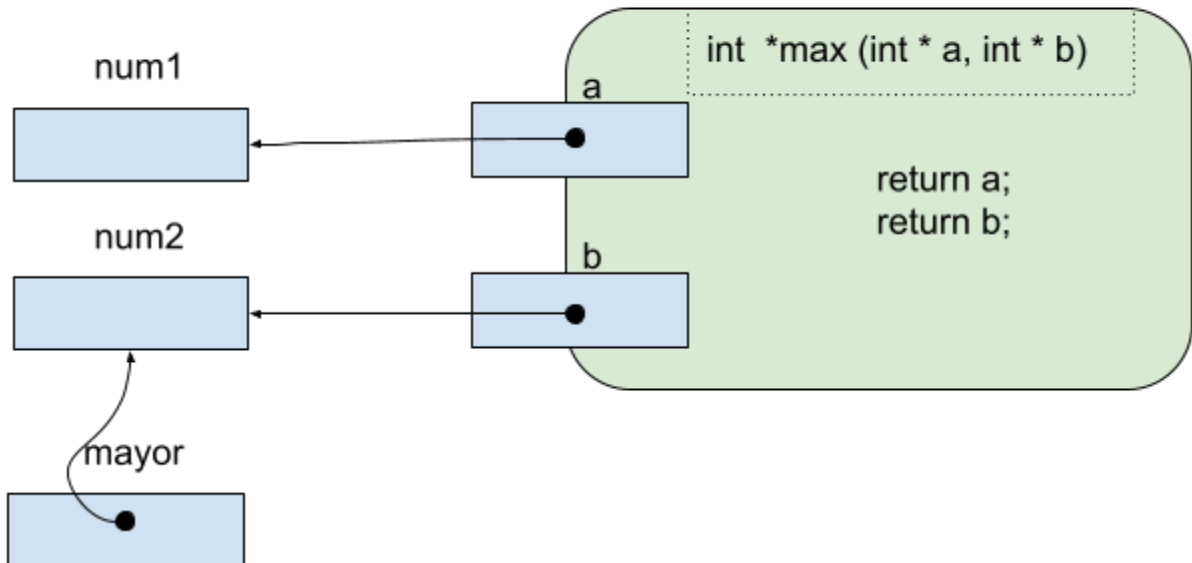 num1
int  *max (int * a, int * b)
a
return a;
return b;
num2
b
mayor